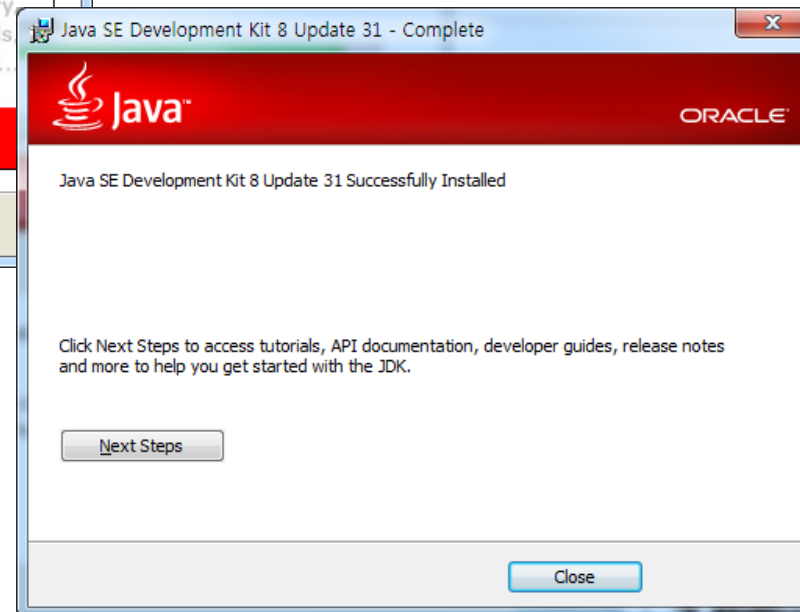 Java SE Development Kit 8 Update 31 - Complete
Java™
ORACLE®
Java SE Development Kit 8 Update 31 Successfully Installed
Click Next Steps to access tutorials, API documentation, developer guides, release notes
and more to help you get started with the JDK.
Next Steps
Close